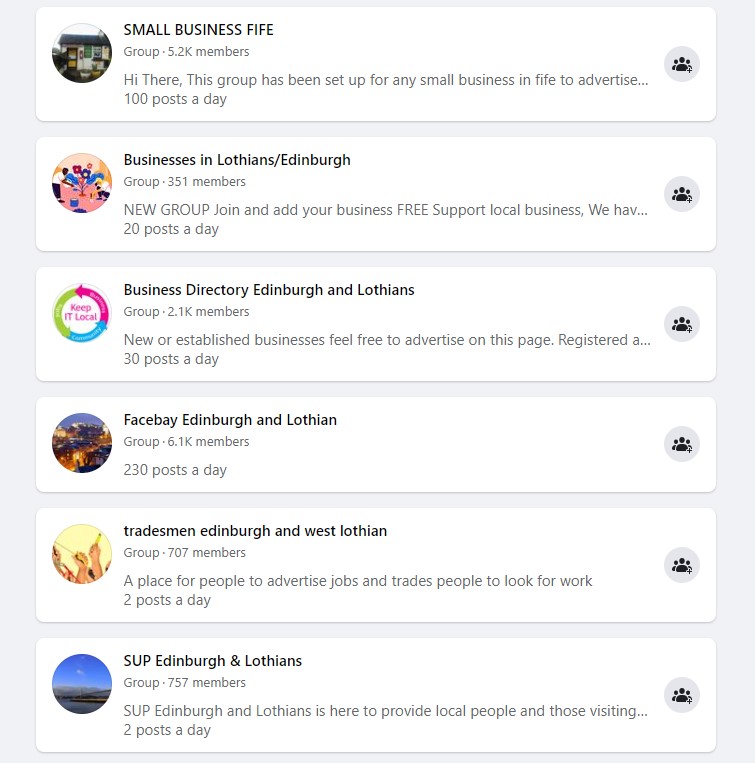 SMALL BUSINESS FIFE
Group · 5.2K members
Hi There, This group has been set up for any small business in fife to advertise...
100 posts a day
Businesses in Lothians/Edinburgh
Group · 351 members
NEW GROUP Join and add your business FREE Support local business, We hav...
20 posts a day
Business Directory Edinburgh and Lothians
Group · 2.1K members
New or established businesses feel free to advertise on this page. Registered a...
30 posts a day
Keep
IT Local
Community
Facebay Edinburgh and Lothian
Group · 6.1K members
230 posts a day
tradesmen edinburgh and west lothian
Group · 707 members
A place for people to advertise jobs and trades people to look for work
2 posts a day
SUP Edinburgh & Lothians
Group · 757 members
SUP Edinburgh and Lothians is here to provide local people and those visiting...
2 posts a day